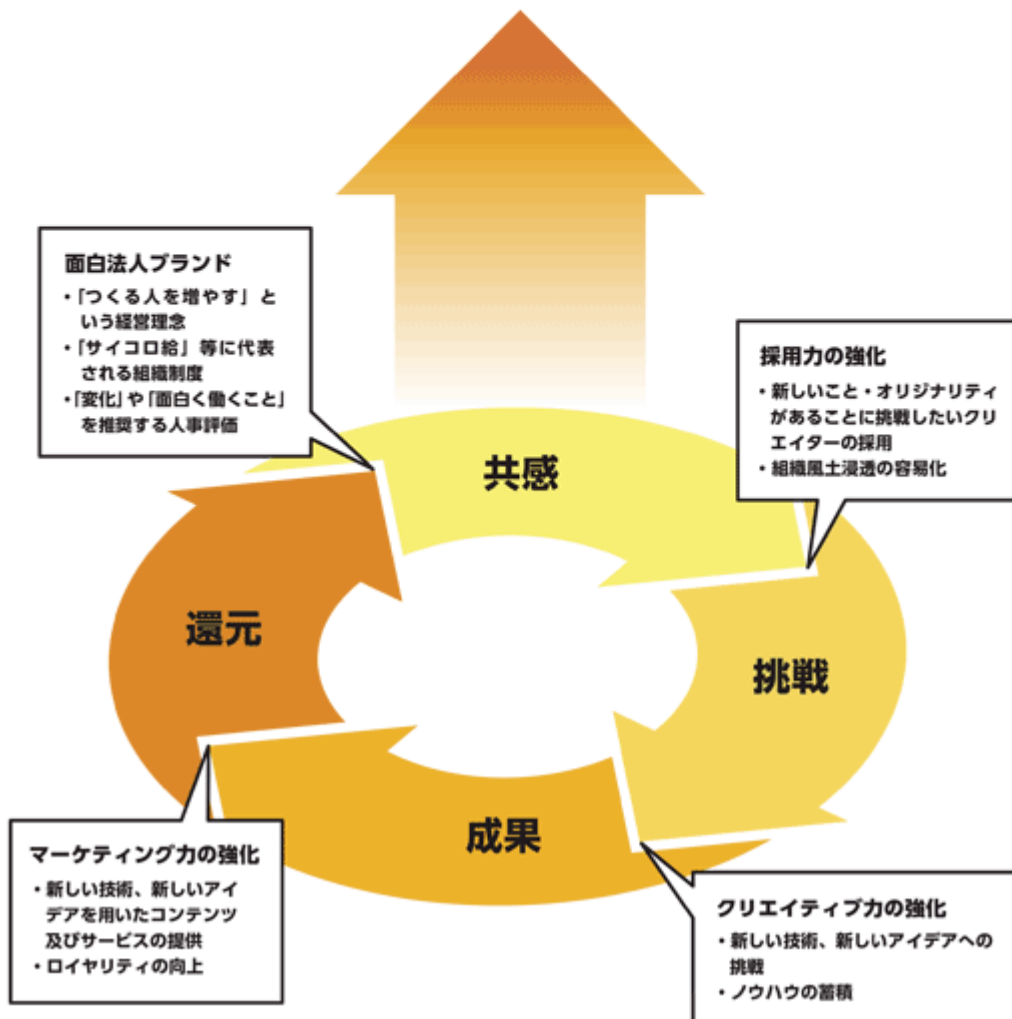 面白法人ブランド
・「つくる人を増やす」と
いう経営理念
・「サイコロ給」等に代表
される組織制度
・「変化」や「面白く働くこと」
を推奨する人事評価
採用力の強化
・新しいこと・オリジナリティ
があることに挑戦したいクリ
エイターの採用
・組織風土浸透の容易化
共感
還元
挑戦
成果
マーケティング力の強化
・新しい技術、新しいアイ
デアを用いたコンテンツ
及びサービスの提供
・ロイヤリティの向上
クリエイティブ力の強化
・新しい技術、新しいアイデアへの
挑戦
・ノウハウの蓄積